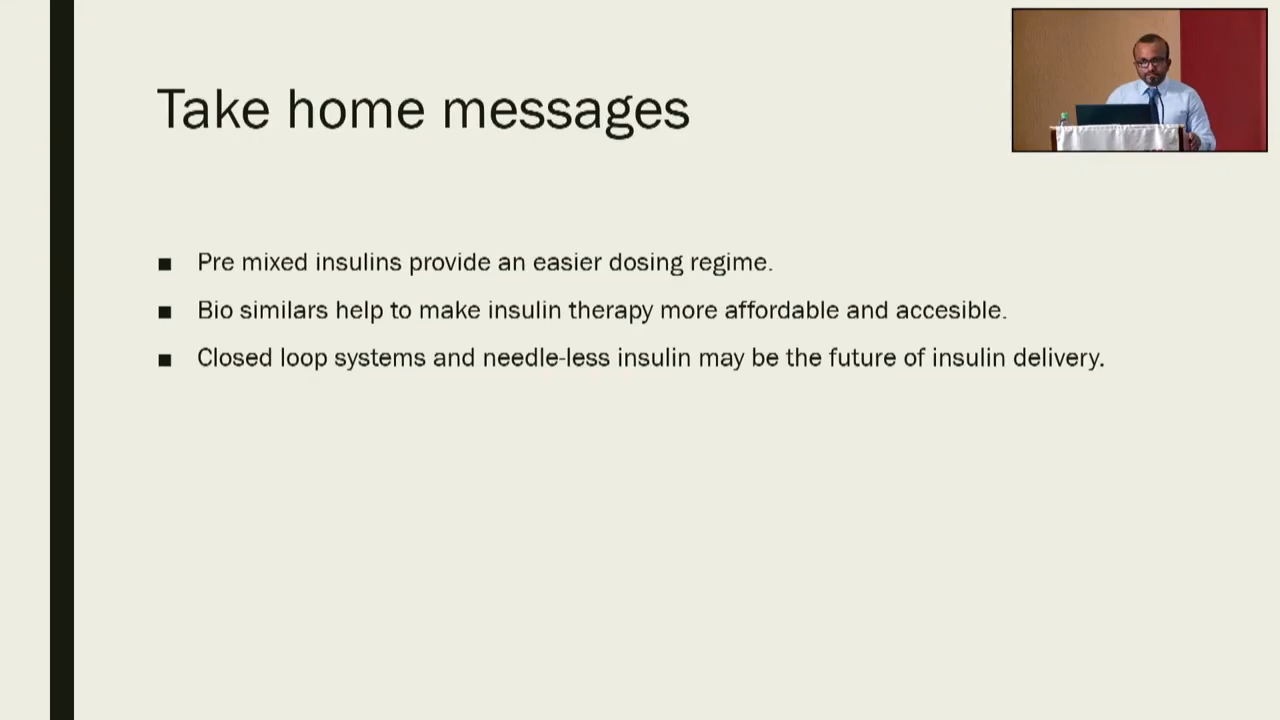 Take home messages
■ Pre mixed insulins provide an easier dosing regime.
■ Bio similars help to make insulin therapy more affordable and accesible.
■ Closed loop systems and needle-less insulin may be the future of insulin delivery.